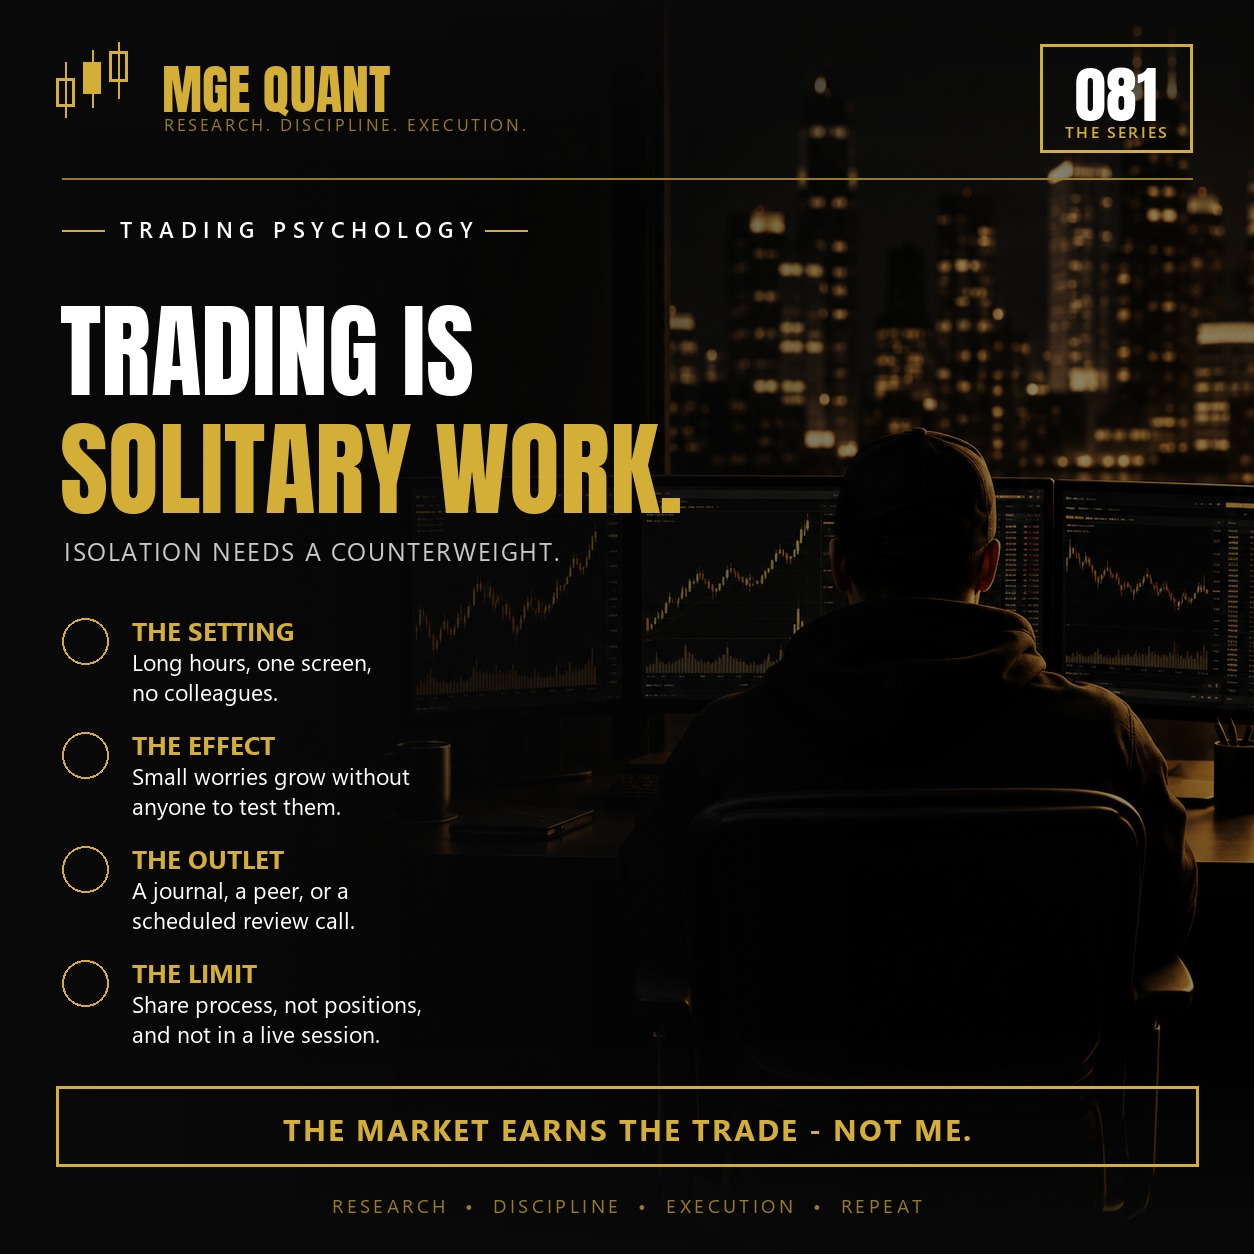 MGE QUANT
RESEARCH. DISCIPLINE. EXECUTION.
081
THE SERIES
TRADING PSYCHOLOGY
TRADING IS
SOLITARY WORK.
ISOLATION NEEDS A COUNTERWEIGHT.
THE SETTING
Long hours, one screen,
no colleagues.
THE EFFECT
Small worries grow without
anyone to test them.
THE OUTLET
A journal, a peer, or a
scheduled review call.
THE LIMIT
Share process, not positions,
and not in a live session.
THE MARKET EARNS THE TRADE - NOT ME.
RESEARCH • DISCIPLINE • EXECUTION • REPEAT